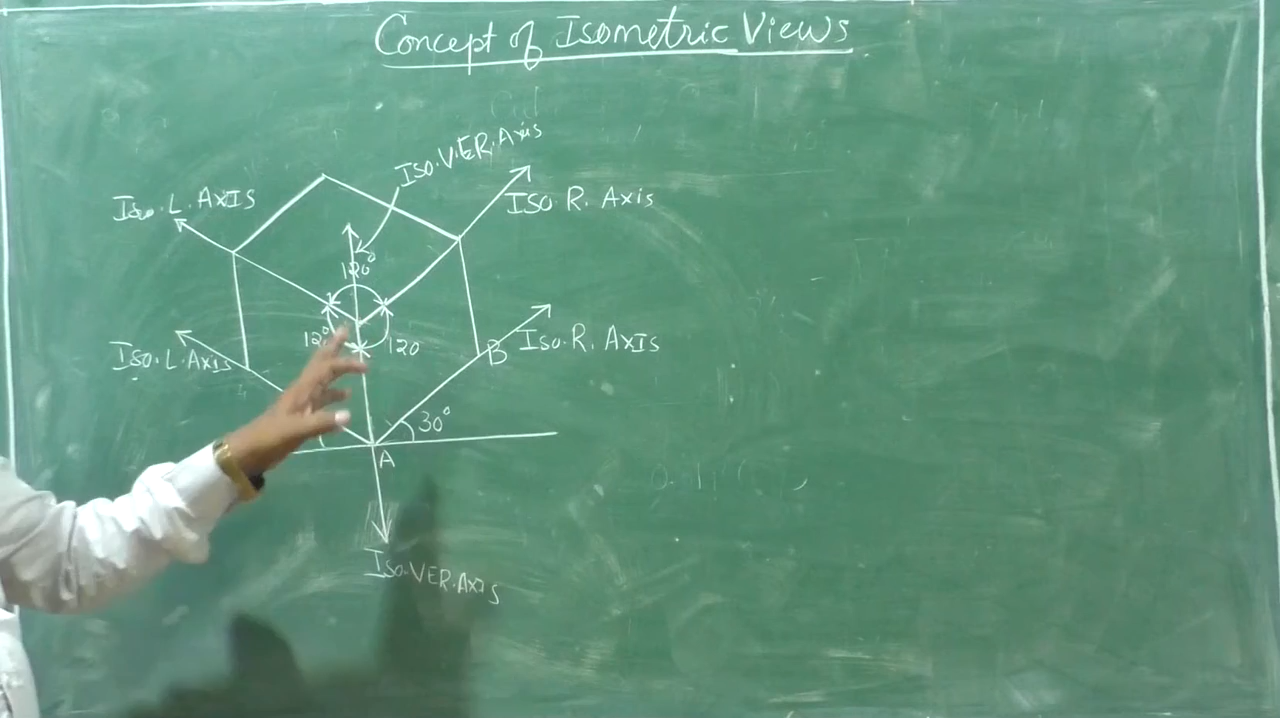 Concept of Isometric Views
Iso.VER.Axis
Iso.L.AXIS
ISO R. Axis
120°
120
Iso.L.Axis
Iso.R.AXIS
B
30°
A
Iso.VER.AXIS